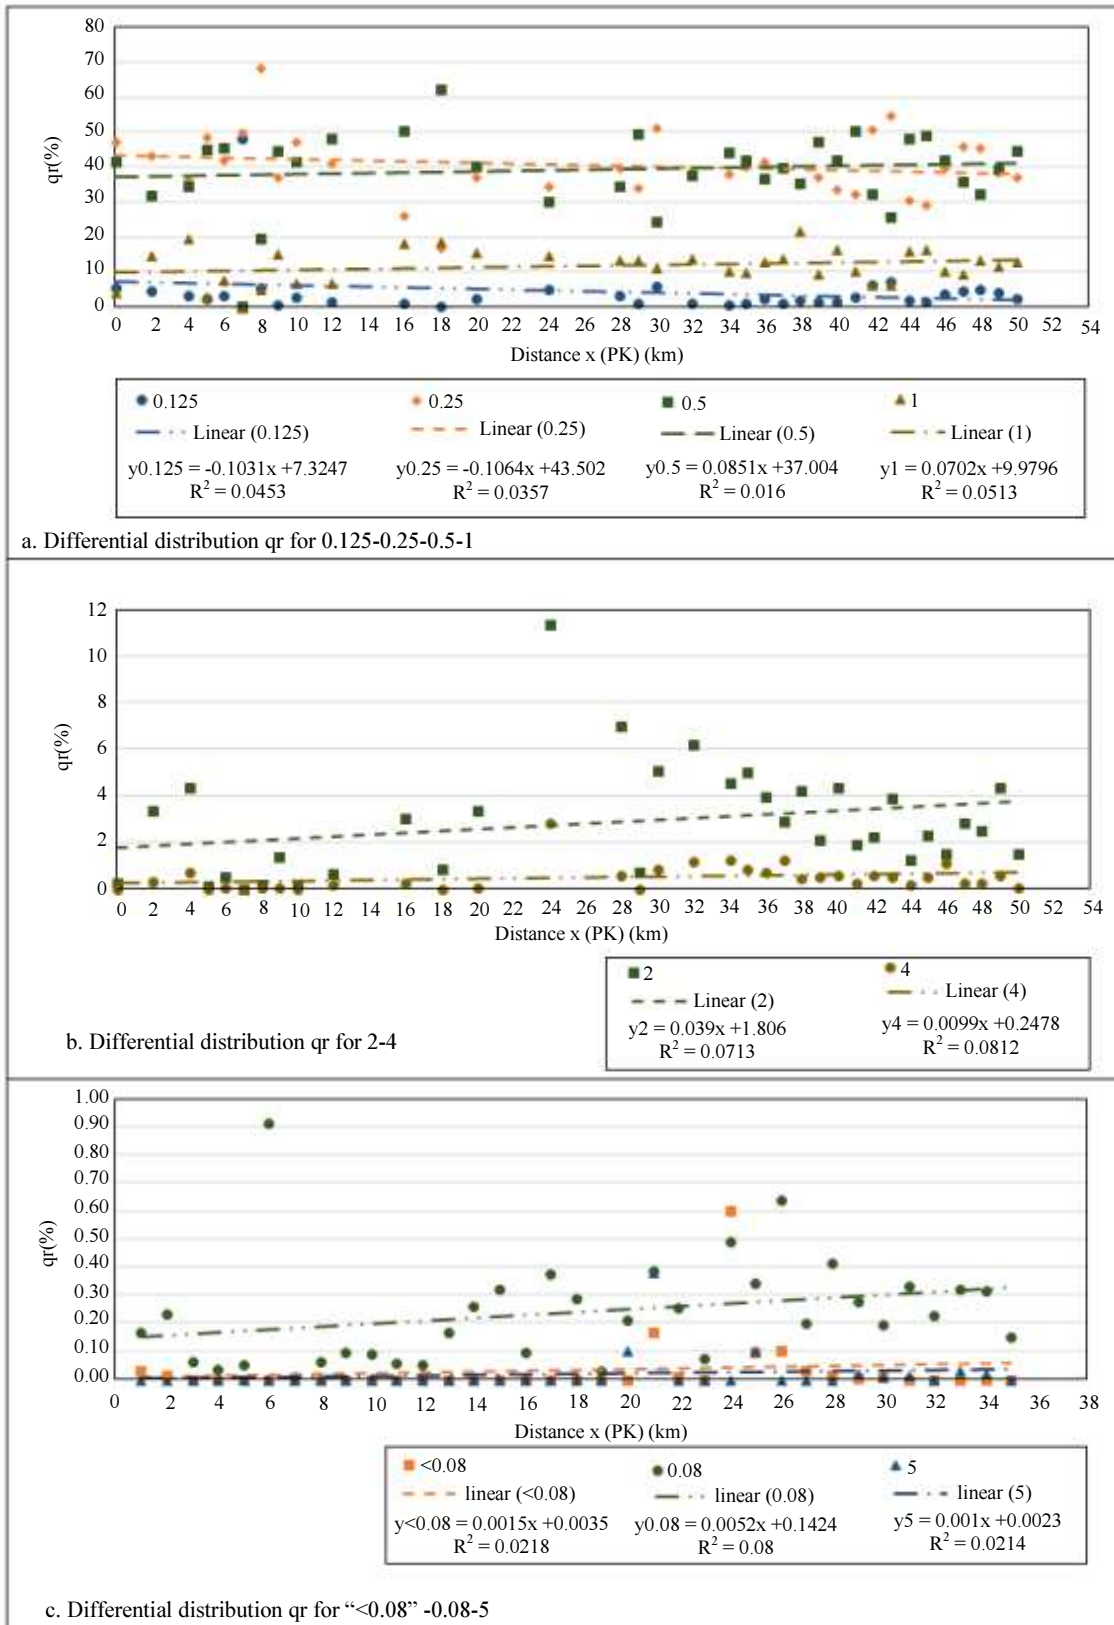 80
70
60
50
40
30
20
10
0
qr(%)
0 2 4 6 8 10 12 14 16 18 20 22 24 26 28 30 32 34 36 38 40 42 44 46 48 50 52 54
Distance x (PK) (km)
0.125 0.25 0.5 1
Linear (0.125) Linear (0.25) Linear (0.5) Linear (1)
y0.125 = -0.1031x +7.3247 y0.25 = -0.1064x +43.502 y0.5 = 0.0851x +37.004 y1 = 0.0702x +9.9796
R² = 0.0453 R² = 0.0357 R² = 0.016 R² = 0.0513
a. Differential distribution qr for 0.125-0.25-0.5-1
12
10
8
6
4
2
0
qr(%)
0 2 4 6 8 10 12 14 16 18 20 22 24 26 28 30 32 34 36 38 40 42 44 46 48 50 52 54
Distance x (PK) (km)
2 4
Linear (2) Linear (4)
y2 = 0.039x +1.806 y4 = 0.0099x +0.2478
R² = 0.0713 R² = 0.0812
b. Differential distribution qr for 2-4
1.00
0.90
0.80
0.70
0.60
0.50
0.40
0.30
0.20
0.10
0.00
qr(%)
0 2 4 6 8 10 12 14 16 18 20 22 24 26 28 30 32 34 36 38
Distance x (PK) (km)
<0.08 0.08 5
linear (<0.08) linear (0.08) linear (5)
y<0.08 = 0.0015x +0.0035 y0.08 = 0.0052x +0.1424 y5 = 0.001x +0.0023
R² = 0.0218 R² = 0.08 R² = 0.0214
c. Differential distribution qr for “<0.08” -0.08-5